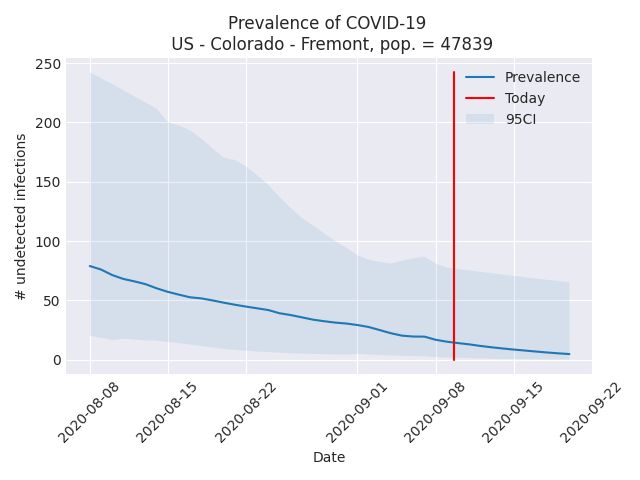 Prevalence of COVID-19
US - Colorado - Fremont, pop. = 47839
250
200
150
100
50
0
# undetected infections
Prevalence
Today
95CI
2020-08-08
2020-08-15
2020-08-22
2020-09-01
2020-09-08
2020-09-15
2020-09-22
Date